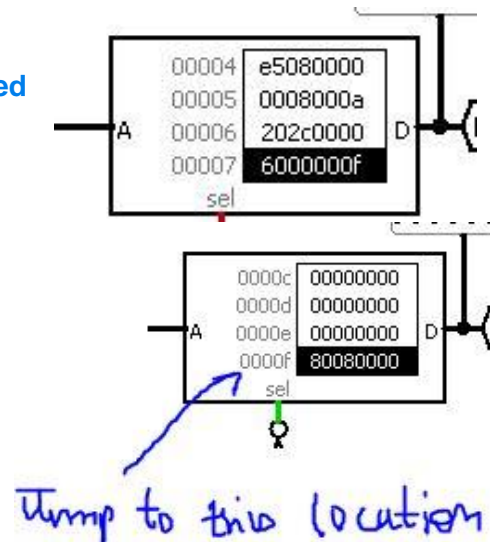 ed
00004 e5080000
00005 0008000a
A 00006 202c0000 D
00007 6000000f
sel
0000c 00000000
0000d 00000000
A 0000e 00000000 D
0000f 80080000
sel
Jump to this location